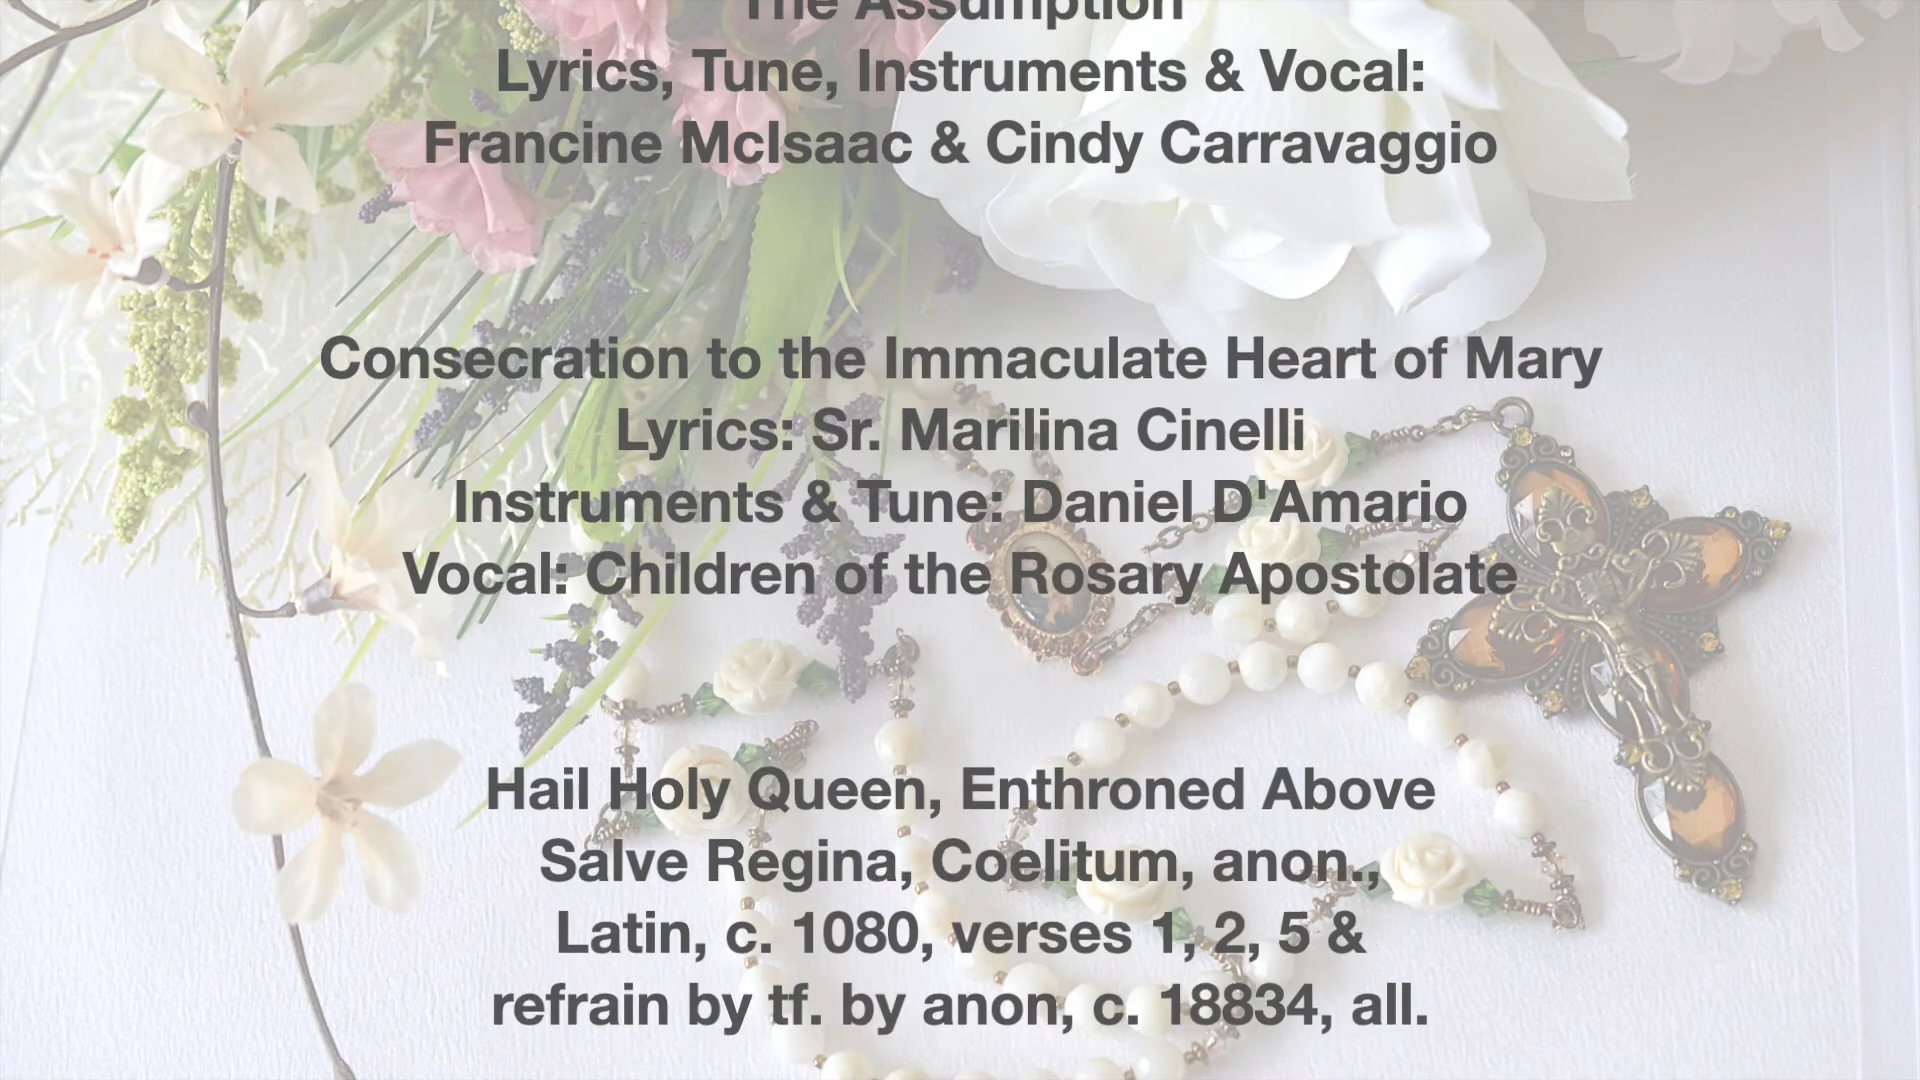 The Assumption
Lyrics, Tune, Instruments & Vocal:
Francine McIsaac & Cindy Carravaggio
Consecration to the Immaculate Heart of Mary
Lyrics: Sr. Marilina Cinelli
Instruments & Tune: Daniel D'Amario
Vocal: Children of the Rosary Apostolate
Hail Holy Queen, Enthroned Above
Salve Regina, Coelitum, anon.,
Latin, c. 1080, verses 1, 2, 5 &
refrain by tf. by anon, c. 18834, all.